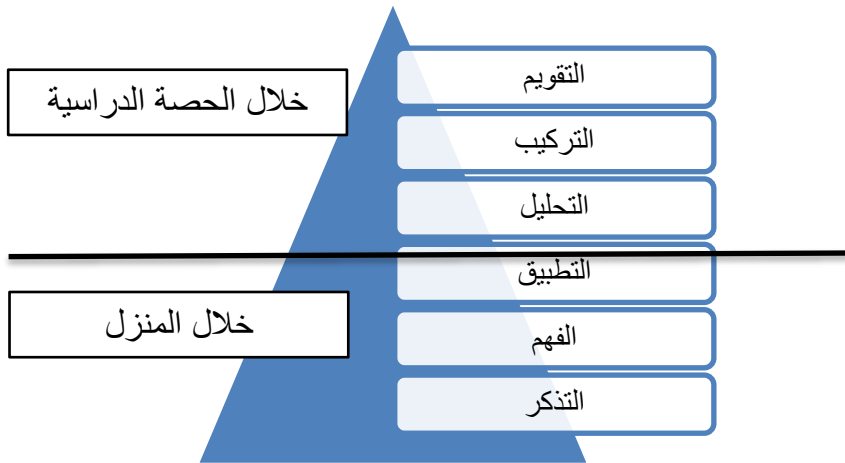 التقويم
خلال الحصة الدراسية
التركيب
التحليل
التطبيق
خلال المنزل
الفهم
التذكر